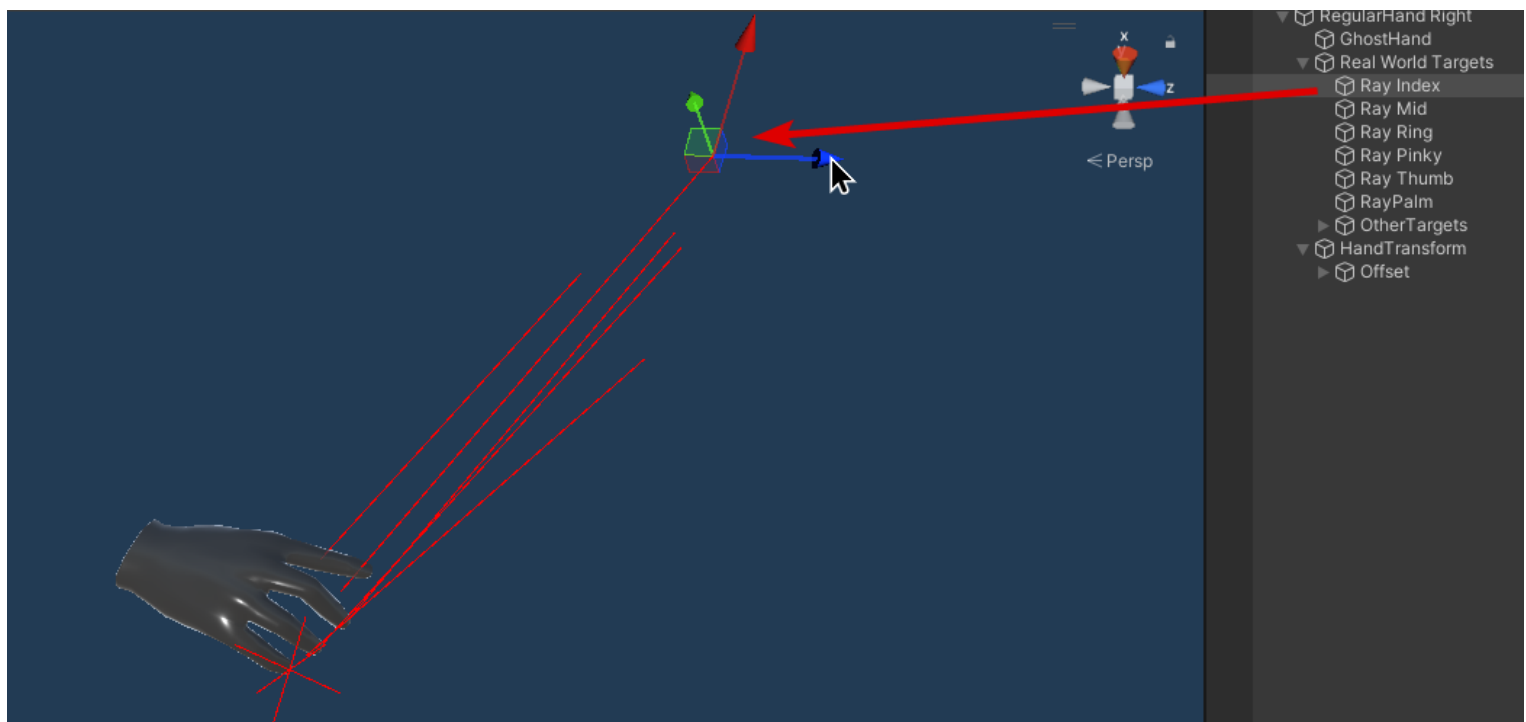 RegularHand Right
GhostHand
Real World Targets
Ray Index
Ray Mid
Ray Ring
Ray Pinky
Ray Thumb
RayPalm
OtherTargets
HandTransform
Offset
x
y
z
Persp